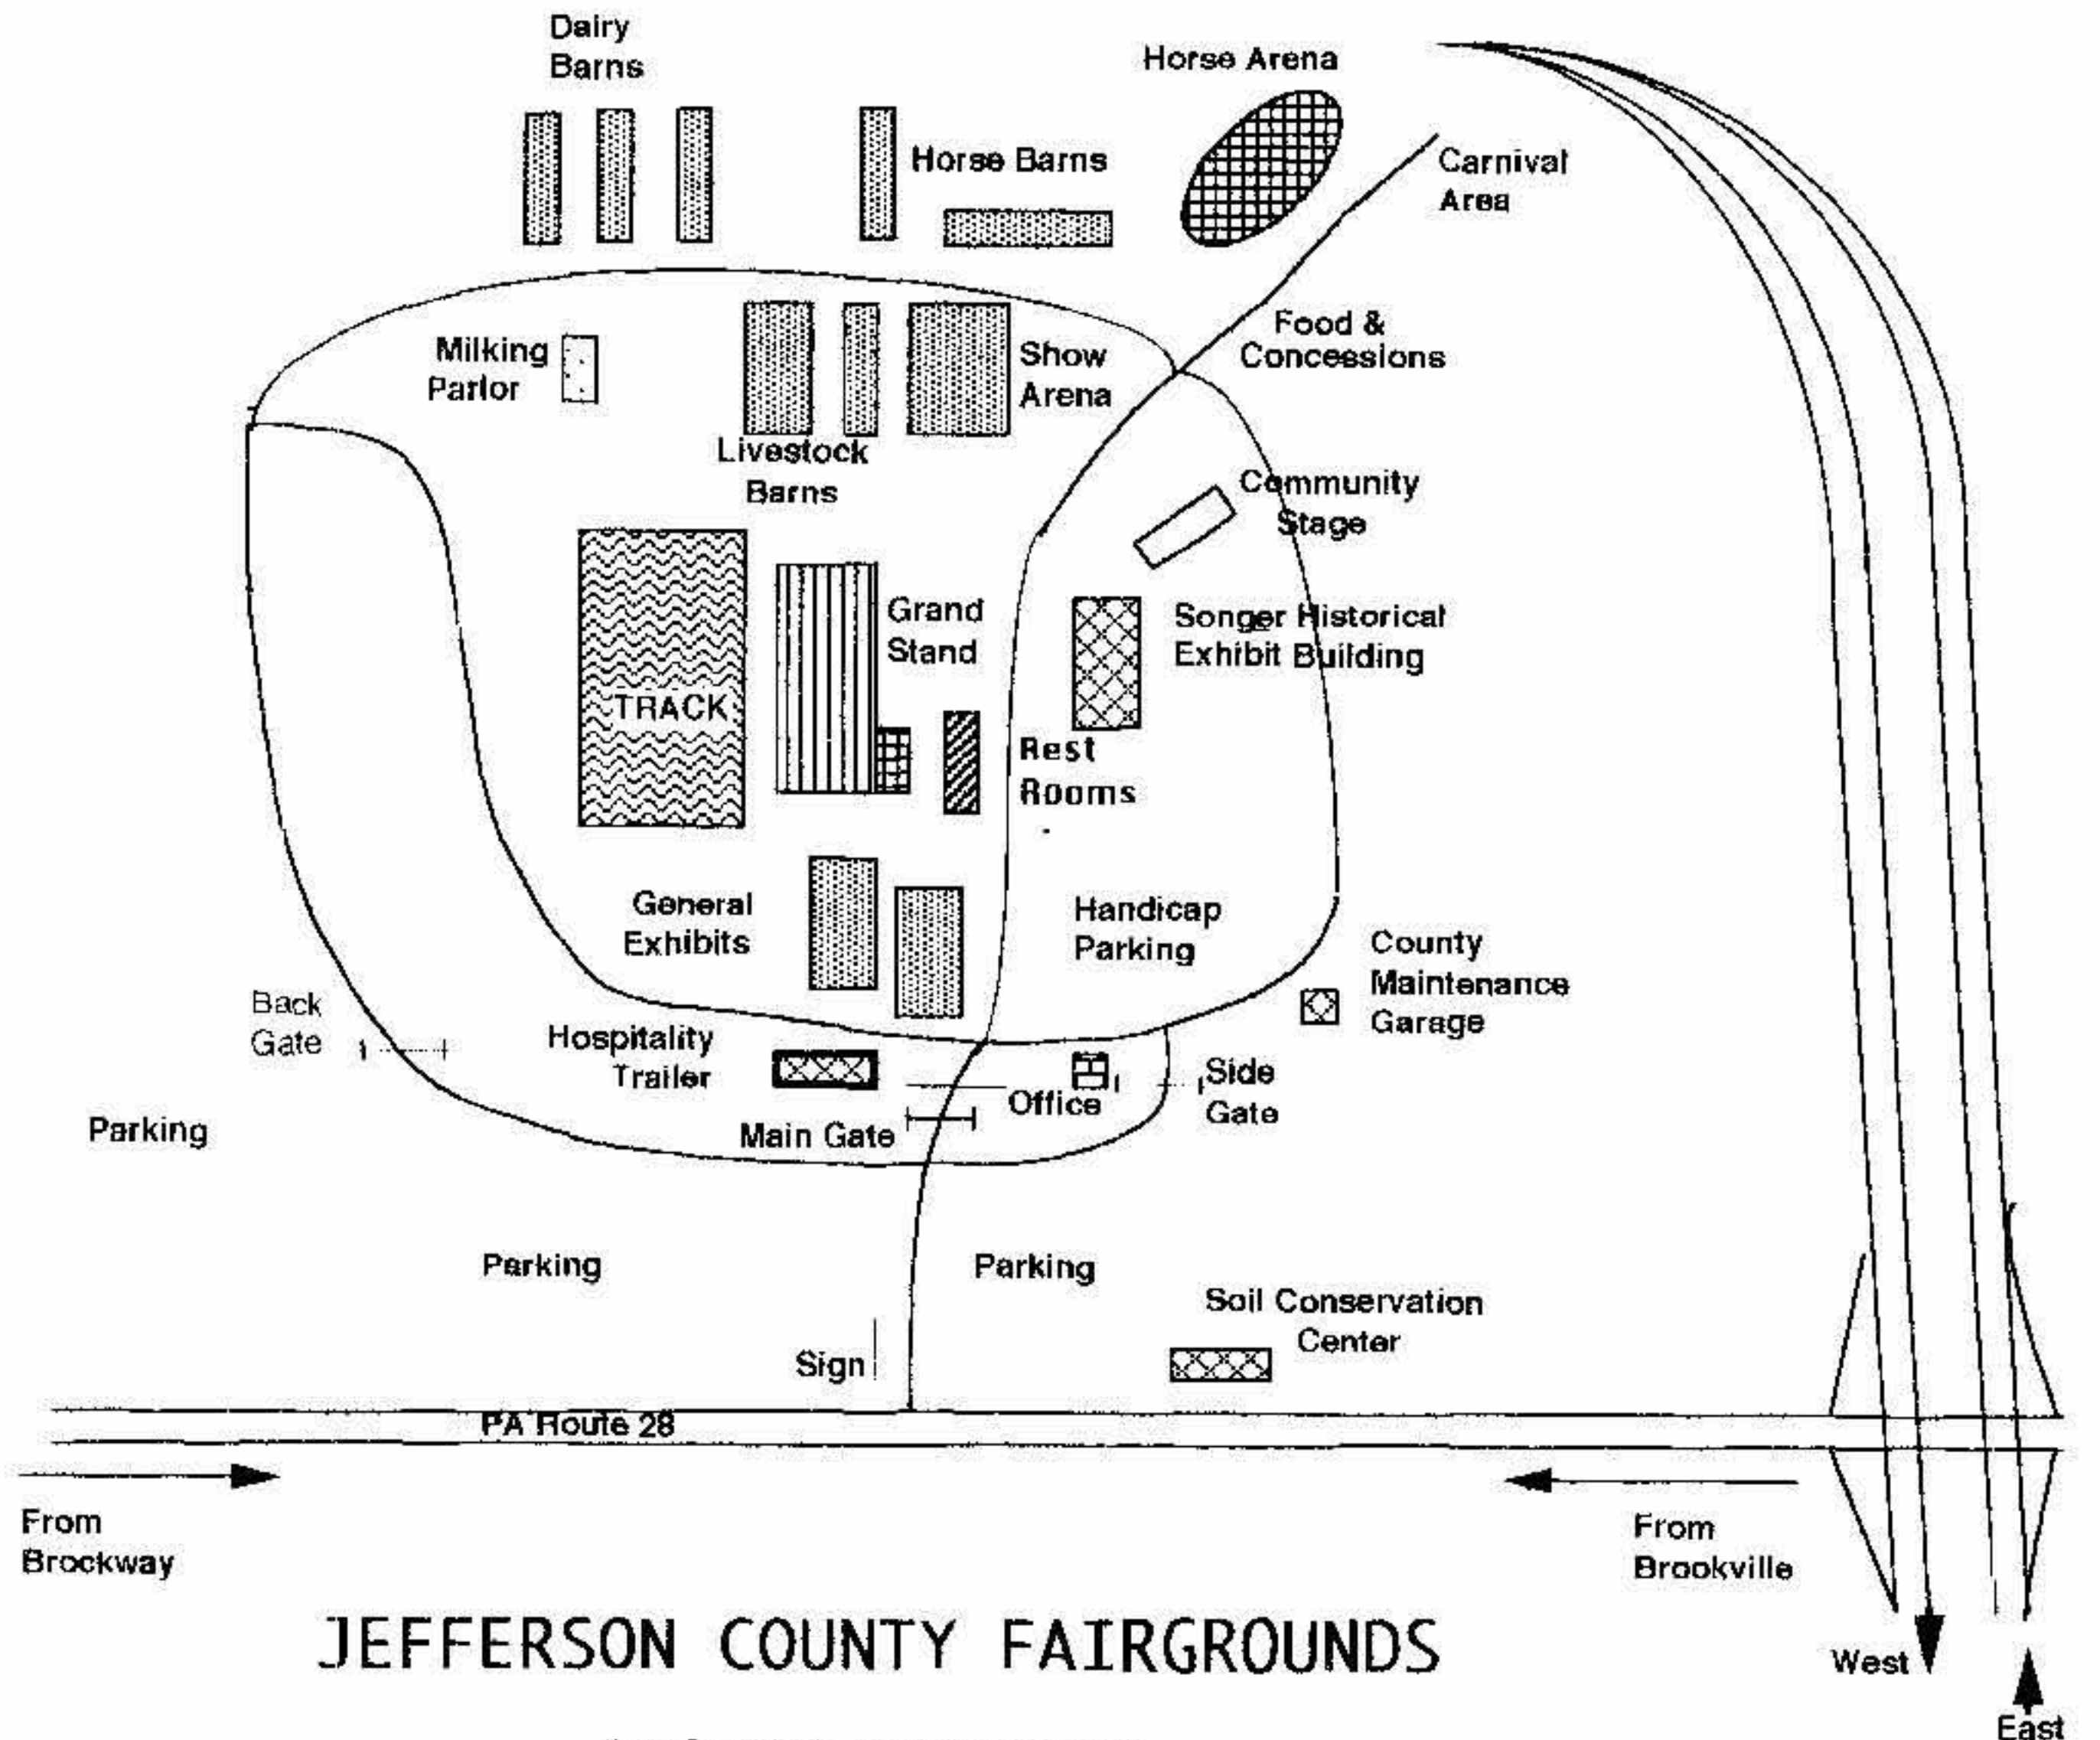 Dairy
Barns
Horse Arena
Horse Barns
Carnival
Area
Milking
Parlor
Show
Arena
Food &
Concessions
Livestock
Barns
Community
Stage
Grand
Stand
Songer Historical
Exhibit Building
TRACK
Rest
Rooms
General
Exhibits
Handicap
Parking
County
Maintenance
Garage
Back
Gate
Hospitality
Trailer
Office
Side
Gate
Main Gate
Parking
Parking
Parking
Soil Conservation
Center
Sign
PA Route 28
From
Brockway
From
Brookville
JEFFERSON COUNTY FAIRGROUNDS
West
East